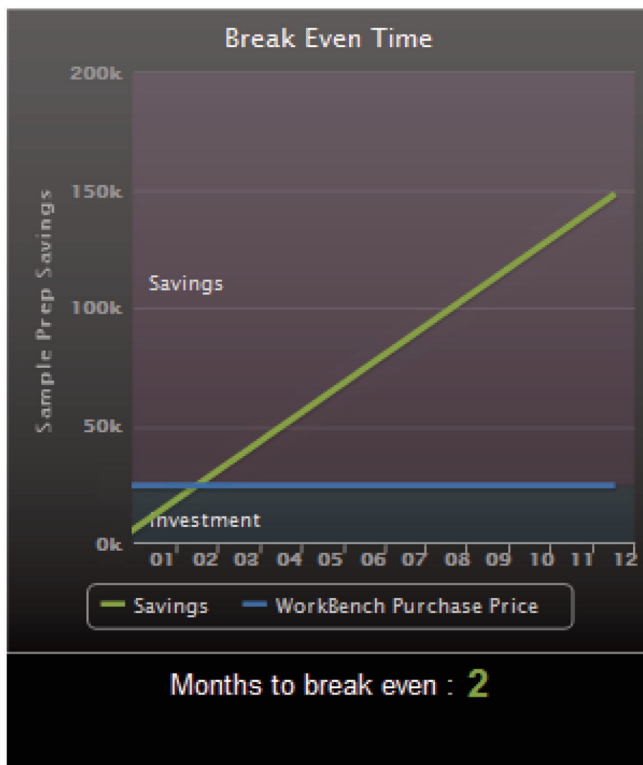 Break Even Time
200k
150k
100k
50k
0k
Sample Prep Savings
Savings
Investment
01 02 03 04 05 06 07 08 09 10 11 12
Savings WorkBench Purchase Price
Months to break even : 2